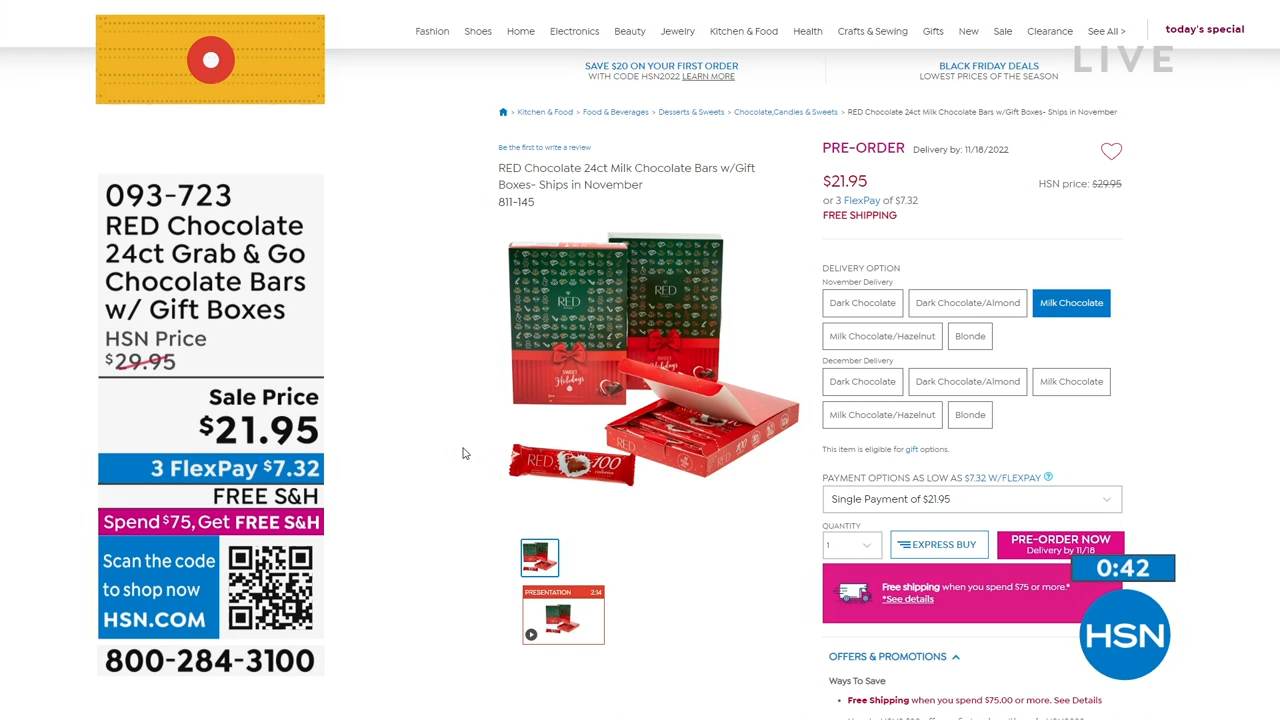 Fashion Shoes Home Electronics Beauty Jewelry Kitchen & Food Health Crafts & Sewing Gifts New Sale Clearance See All > today's special
LIVE
SAVE $20 ON YOUR FIRST ORDER
WITH CODE HSN2022 LEARN MORE
BLACK FRIDAY DEALS
LOWEST PRICES OF THE SEASON
> Kitchen & Food > Food & Beverages > Desserts & Sweets > Chocolate,Candies & Sweets > RED Chocolate 24ct Milk Chocolate Bars w/Gift Boxes- Ships in November
093-723
RED Chocolate
24ct Grab & Go
Chocolate Bars
w/ Gift Boxes
HSN Price
$29.95
Sale Price
$21.95
3 FlexPay $7.32
FREE S&H
Spend $75, Get FREE S&H
Scan the code
to shop now
HSN.COM
800-284-3100
Be the first to write a review
RED Chocolate 24ct Milk Chocolate Bars w/Gift
Boxes- Ships in November
811-145
RED
RED
SWEET
Holidays
SWEET
Holidays
RED 100
RED 100
calories
PRESENTATION 2:14
PRE-ORDER Delivery by: 11/18/2022
$21.95 HSN price: $29.95
or 3 FlexPay of $7.32
FREE SHIPPING
DELIVERY OPTION
November Delivery
Dark Chocolate Dark Chocolate/Almond Milk Chocolate
Milk Chocolate/Hazelnut Blonde
December Delivery
Dark Chocolate Dark Chocolate/Almond Milk Chocolate
Milk Chocolate/Hazelnut Blonde
This item is eligible for gift options.
PAYMENT OPTIONS AS LOW AS $7.32 W/FLEXPAY ?
Single Payment of $21.95
QUANTITY
1 EXPRESS BUY PRE-ORDER NOW
Delivery by 11/18
0:42
Free shipping when you spend $75 or more.*
*See details
HSN
OFFERS & PROMOTIONS
Ways To Save
Free Shipping when you spend $75.00 or more. See Details